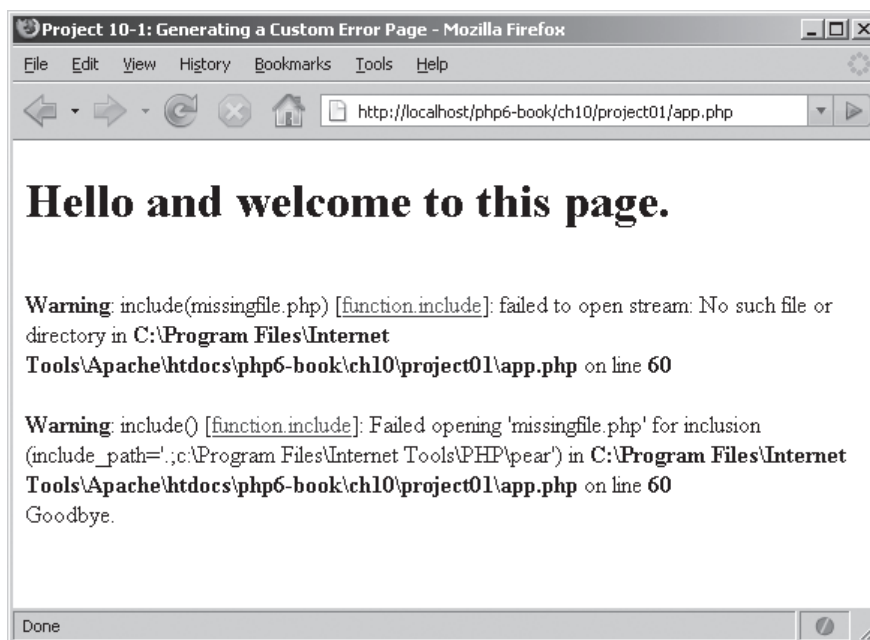 Project 10-1: Generating a Custom Error Page - Mozilla Firefox
File Edit View History Bookmarks Tools Help
http://localhost/php6-book/ch10/project01/app.php
Hello and welcome to this page.
Warning: include(missingfile.php) [function.include]: failed to open stream: No such file or
directory in C:\Program Files\Internet
Tools\Apache\htdocs\php6-book\ch10\project01\app.php on line 60
Warning: include() [function.include]: Failed opening 'missingfile.php' for inclusion
(include_path='.;c:\Program Files\Internet Tools\PHP\pear') in C:\Program Files\Internet
Tools\Apache\htdocs\php6-book\ch10\project01\app.php on line 60
Goodbye.
Done